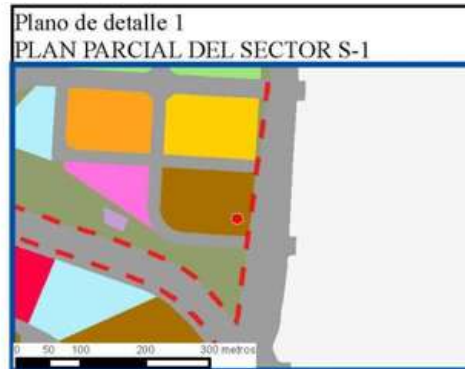 Plano de detalle 1
PLAN PARCIAL DEL SECTOR S-1
0 50 100 200 300 metros